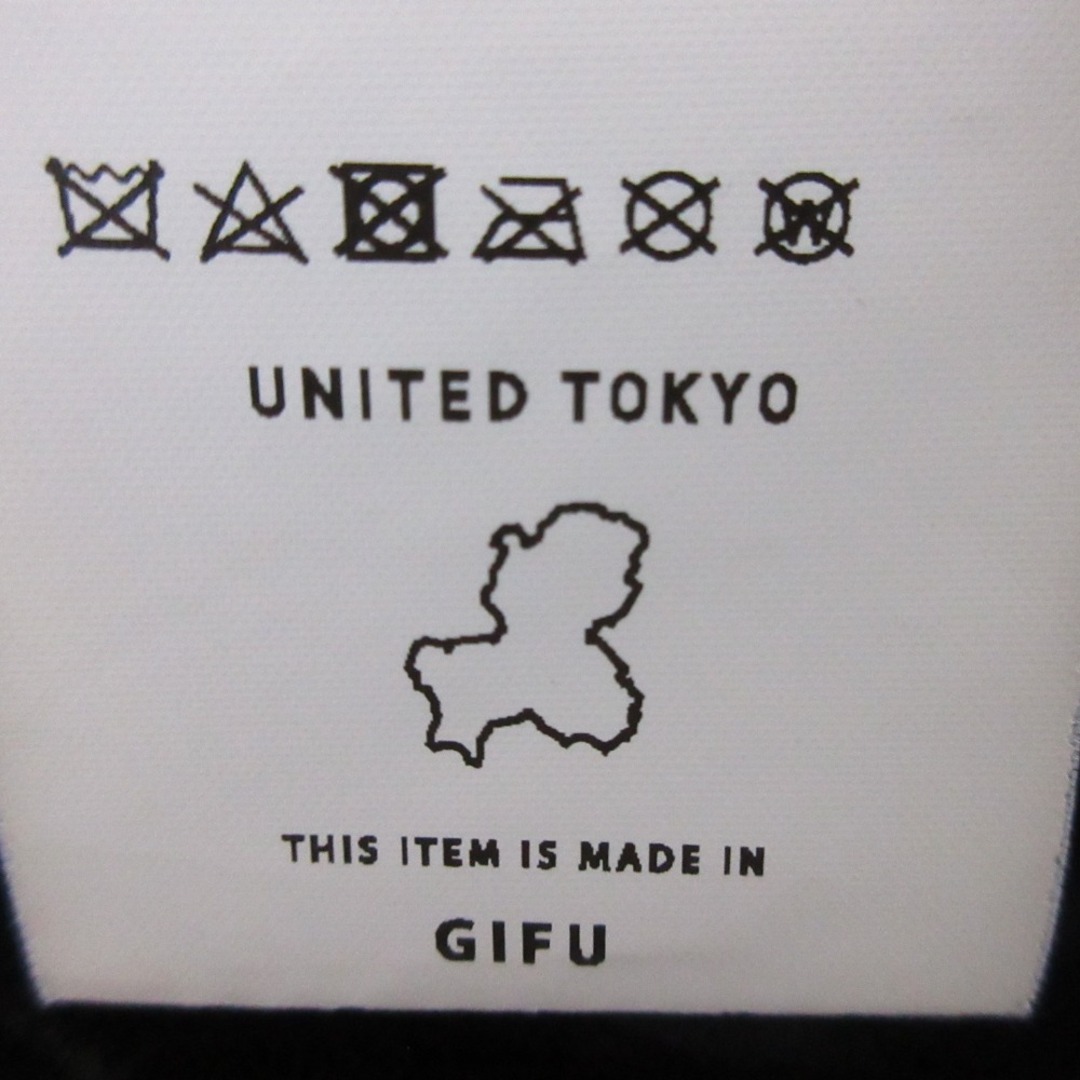 W
UNITED TOKYO
THIS ITEM IS MADE IN
GIFU